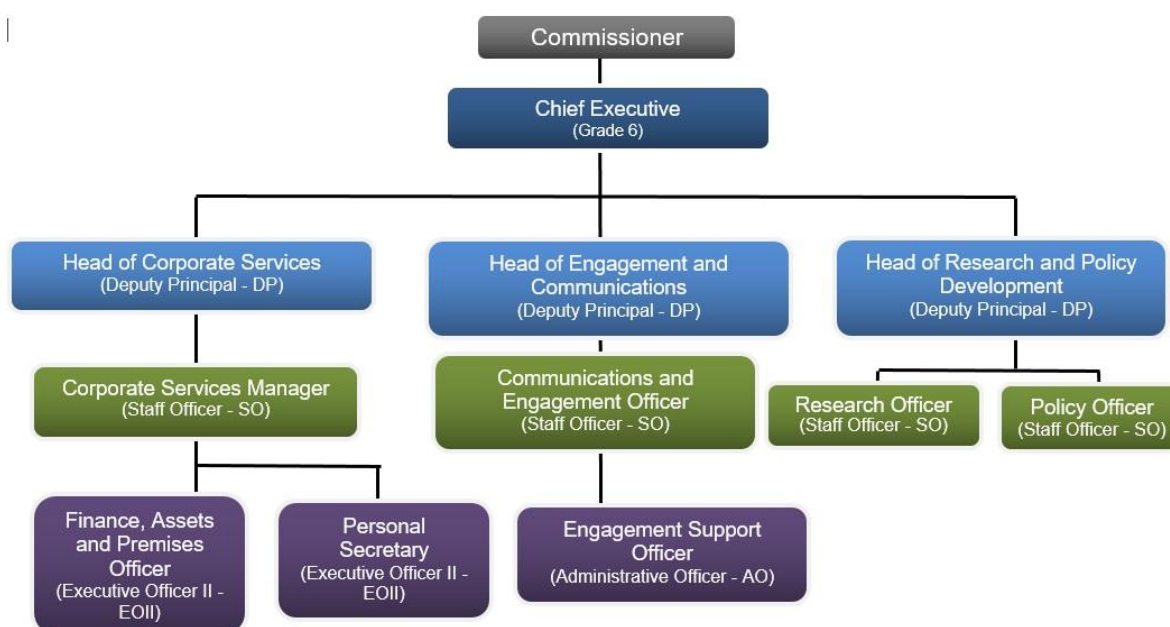 Commissioner
Chief Executive
(Grade 6)
Head of Corporate Services
(Deputy Principal - DP)
Head of Engagement and
Communications
(Deputy Principal - DP)
Head of Research and Policy
Development
(Deputy Principal - DP)
Corporate Services Manager
(Staff Officer - SO)
Communications and
Engagement Officer
(Staff Officer - SO)
Research Officer
(Staff Officer - SO)
Policy Officer
(Staff Officer - SO)
Finance, Assets
and Premises
Officer
(Executive Officer II -
EOII)
Personal
Secretary
(Executive Officer II -
EOII)
Engagement Support
Officer
(Administrative Officer - AO)